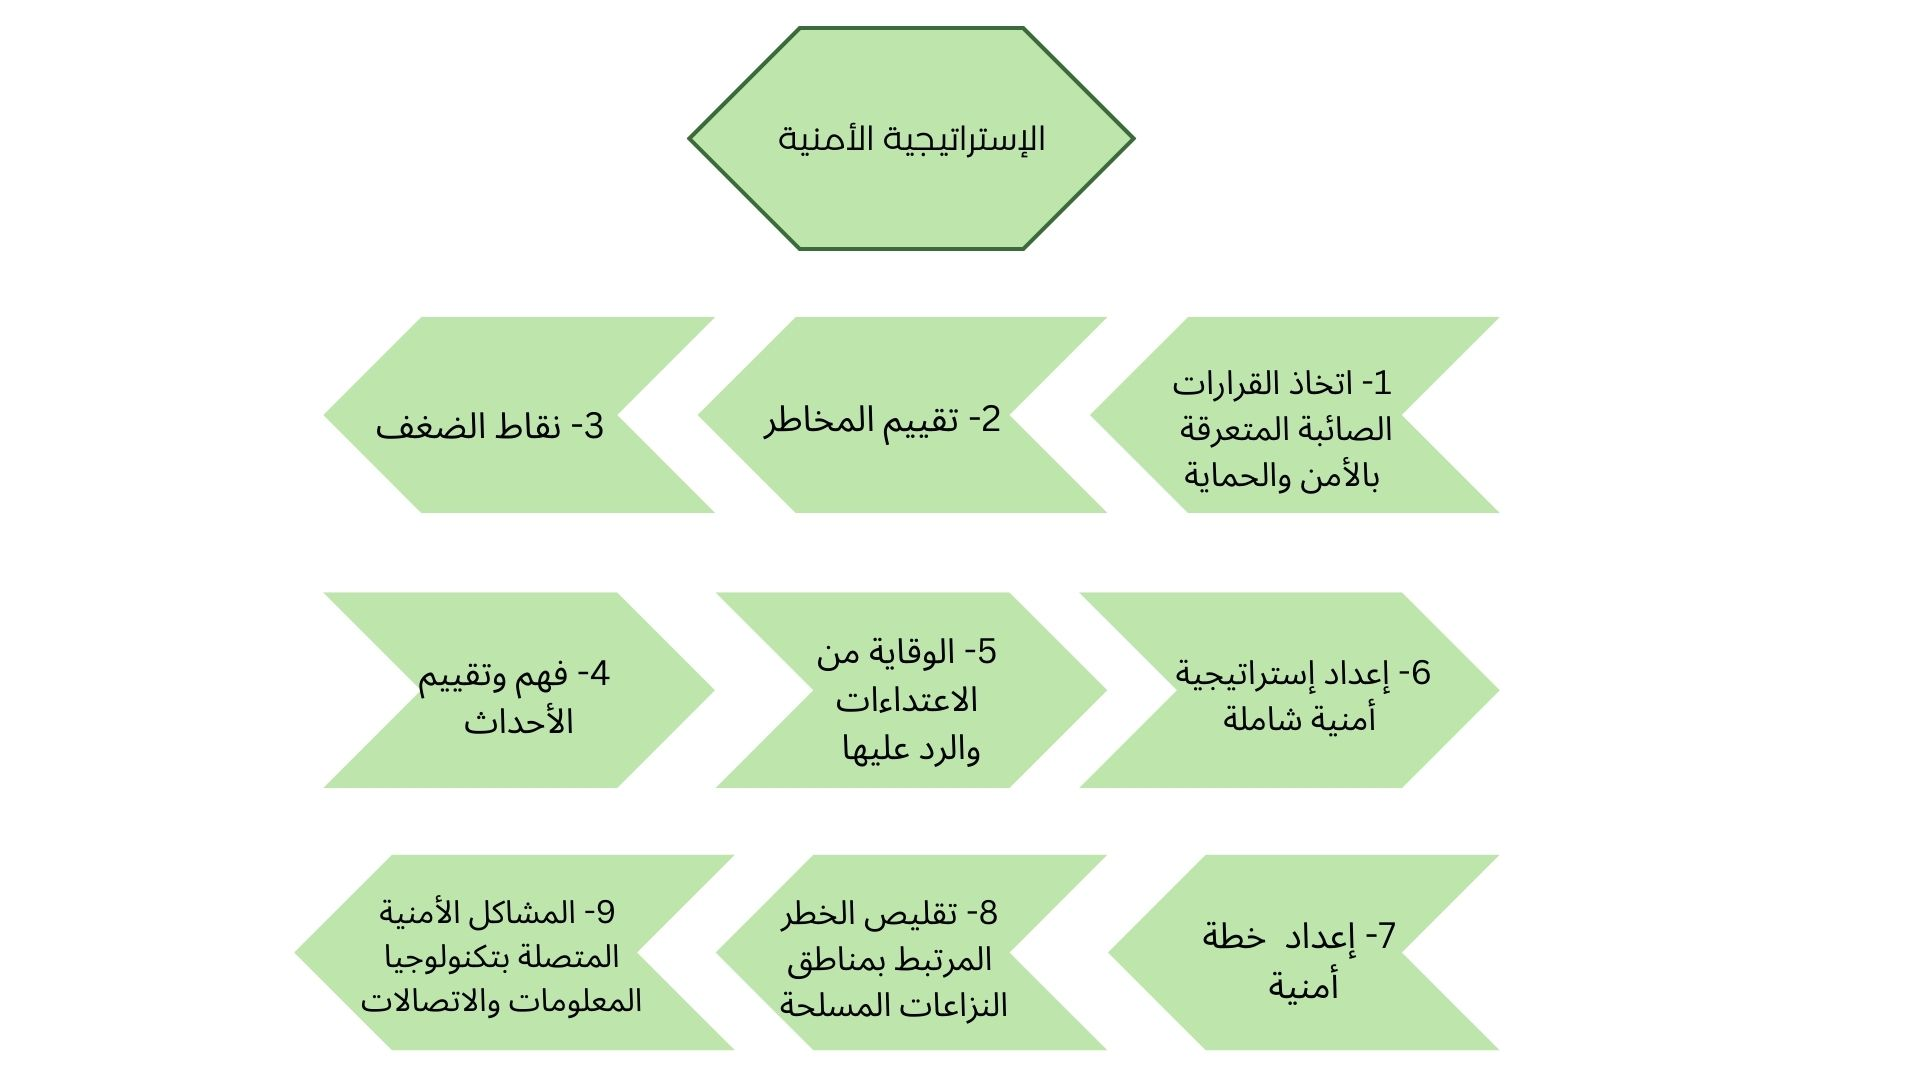 الإستراتيجية الأمنية
1- اتخاذ القرارات
الصائبة المتعرقة
بالأمن والحماية
2- تقييم المخاطر
3- نقاط الضغف
4- فهم وتقييم
الأحداث
5- الوقاية من
الاعتداءات
والرد عليها
6- إعداد إستراتيجية
أمنية شاملة
7- إعداد خطة
أمنية
8- تقليص الخطر
المرتبط بمناطق
النزاعات المسلحة
9- المشاكل الأمنية
المتصلة بتكنولوجيا
المعلومات والاتصالات